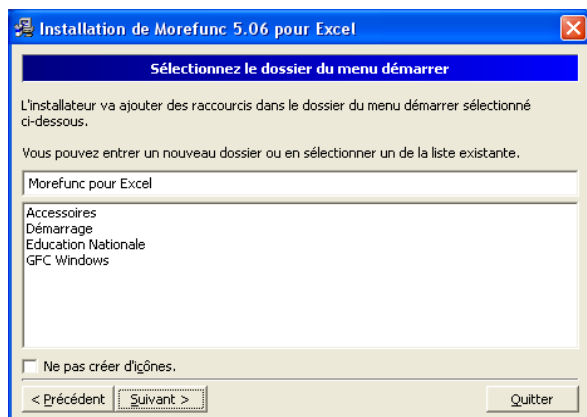 Installation de Morefunc 5.06 pour Excel
Sélectionnez le dossier du menu démarrer
L'installateur va ajouter des raccourcis dans le dossier du menu démarrer sélectionné
ci-dessous.
Vous pouvez entrer un nouveau dossier ou en sélectionner un de la liste existante.
Morefunc pour Excel
Accessoires
Démarrage
Education Nationale
GFC Windows
Ne pas créer d'icônes.
< Précédent
Suivant >
Quitter